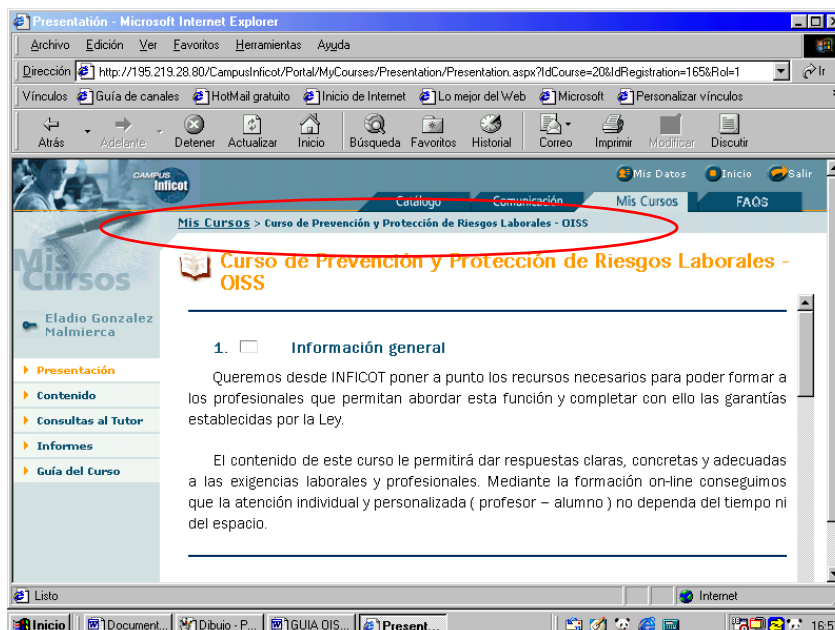 Presentatión - Microsoft Internet Explorer
Archivo Edición Ver Favoritos Herramientas Ayuda
Dirección http://195.219.28.80/CampusInficot/Portal/MyCourses/Presentation/Presentation.aspx?IdCourse=20&IdRegistration=165&Rol=1 Ir
Vínculos Guía de canales HotMail gratuito Inicio de Internet Lo mejor del Web Microsoft Personalizar vínculos
Atrás Adelante Detener Actualizar Inicio Búsqueda Favoritos Historial Correo Imprimir Modificar Discutir
CAMPUS
Inficot
Mis Datos Inicio Salir
Catálogo Comunicación Mis Cursos FAQS
Mis Cursos > Curso de Prevención y Protección de Riesgos Laborales - OISS
Mis
Cursos
Eladio Gonzalez
Malmierca
Presentación
Contenido
Consultas al Tutor
Informes
Guía del Curso
Curso de Prevención y Protección de Riesgos Laborales -
OISS
1. Información general
Queremos desde INFICOT poner a punto los recursos necesarios para poder formar a
los profesionales que permitan abordar esta función y completar con ello las garantías
establecidas por la Ley.
El contenido de este curso le permitirá dar respuestas claras, concretas y adecuadas
a las exigencias laborales y profesionales. Mediante la formación on-line conseguimos
que la atención individual y personalizada ( profesor – alumno ) no dependa del tiempo ni
del espacio.
Listo Internet
Inicio Document... Dibujo - P... GUIA OIS... Present... 16:5